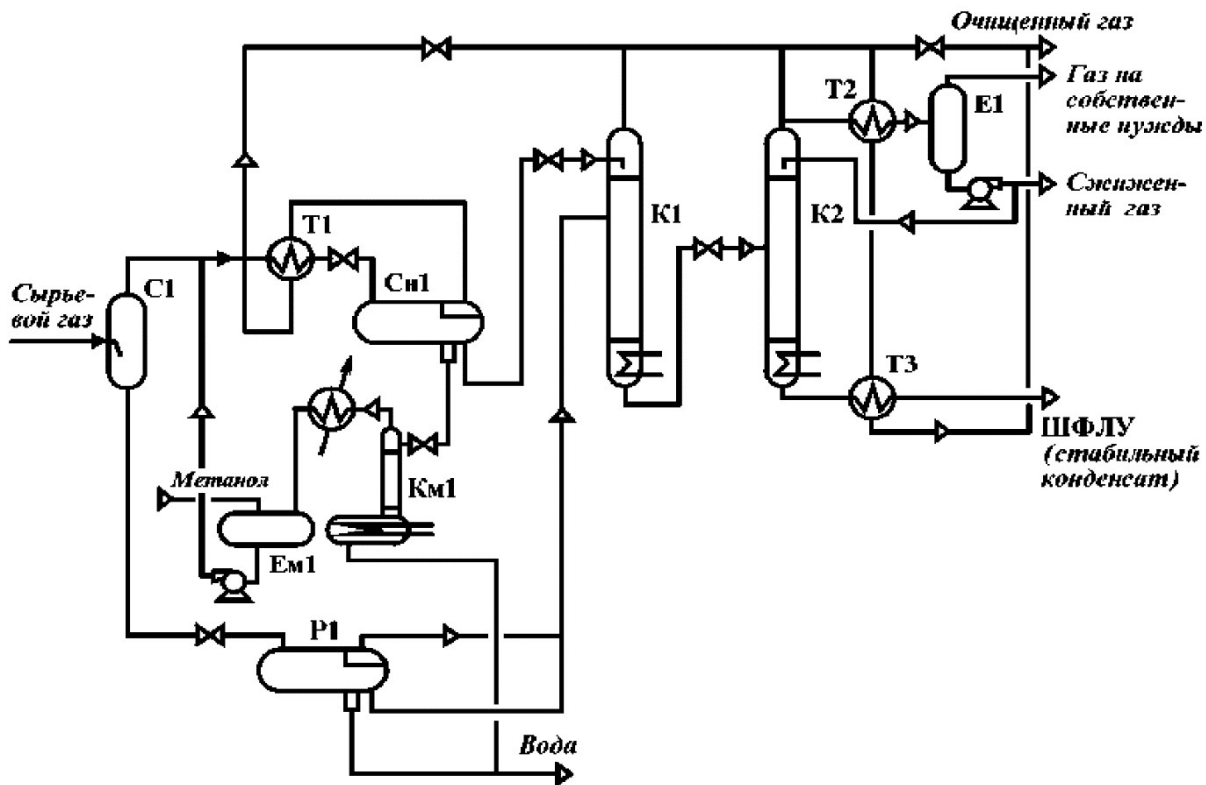 Очищенный газ
Газ на
собствен-
ные нужды
Т2
Е1
Сжижен-
ный газ
К1
К2
Т1
Сн1
С1
Сырье-
вой газ
Т3
ШФЛУ
(стабильный
конденсат)
Метанол
Км1
Ем1
Р1
Вода